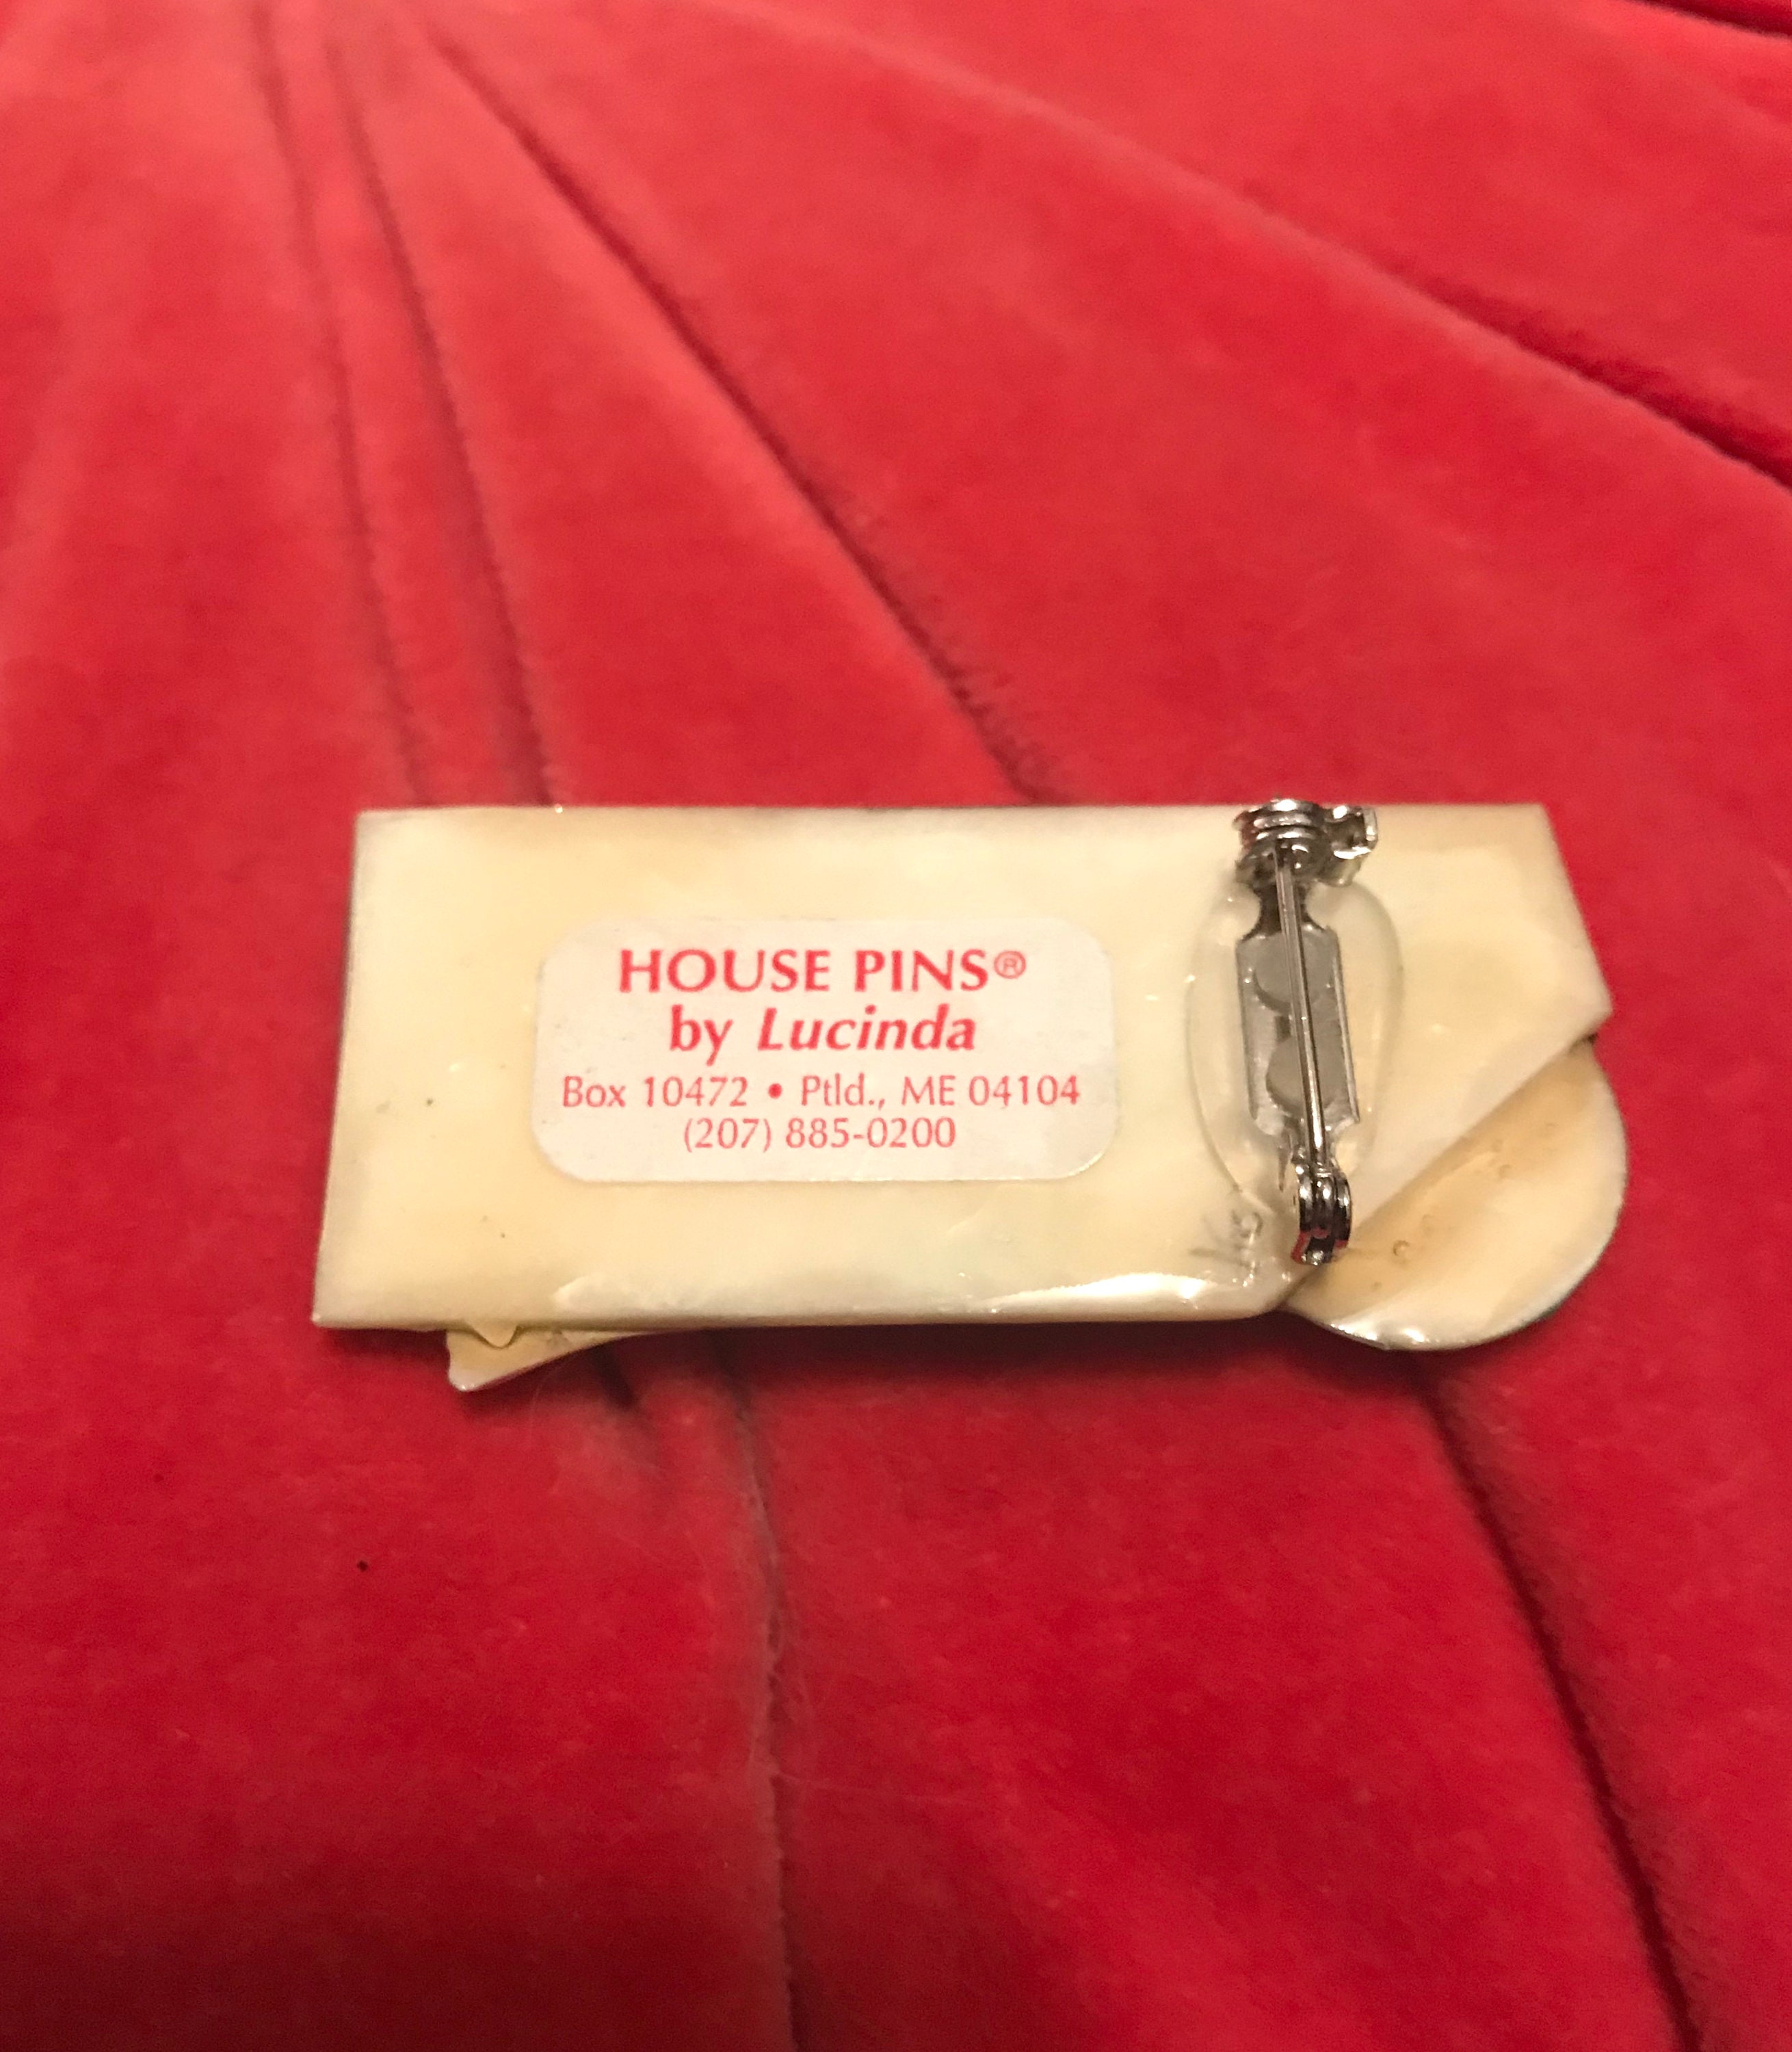 HOUSE PINS®
by Lucinda
Box 10472 • Ptld., ME 04104
(207) 885-0200